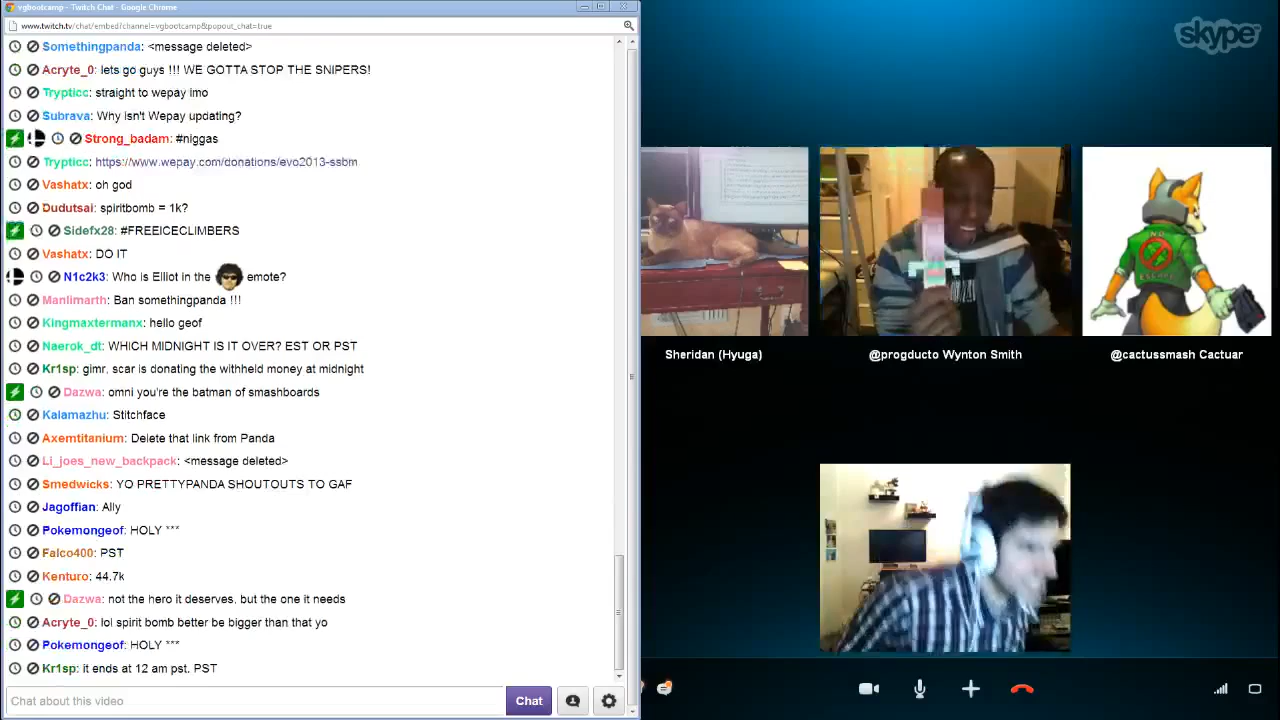 vgbootcamp - Twitch Chat - Google Chrome
www.twitch.tv/chat/embed?channel=vgbootcamp&popout_chat=true
Somethingpanda: <message deleted>
Acryte_0: lets go guys !!! WE GOTTA STOP THE SNIPERS!
Trypticc: straight to wepay imo
Subrava: Why isn't Wepay updating?
Strong_badam: #niggas
Trypticc: https://www.wepay.com/donations/evo2013-ssbm
Vashatx: oh god
Dudutsai: spiritbomb = 1k?
Sidefx28: #FREEICECLIMBERS
Vashatx: DO IT
N1c2k3: Who is Elliot in the emote?
Manlimarth: Ban somethingpanda !!!
Kingmaxtermanx: hello geof
Naerok_dt: WHICH MIDNIGHT IS IT OVER? EST OR PST
Kr1sp: gimr, scar is donating the withheld money at midnight
Dazwa: omni you're the batman of smashboards
Kalamazhu: Stitchface
Axemtitanium: Delete that link from Panda
Li_joes_new_backpack: <message deleted>
Smedwicks: YO PRETTYPANDA SHOUTOUTS TO GAF
Jagoffian: Ally
Pokemongeof: HOLY ***
Falco400: PST
Kenturo: 44.7k
Dazwa: not the hero it deserves, but the one it needs
Acryte_0: lol spirit bomb better be bigger than that yo
Pokemongeof: HOLY ***
Kr1sp: it ends at 12 am pst. PST
Chat about this video
Chat
skype
NO
ESCAPE
Sheridan (Hyuga)
@progducto Wynton Smith
@cactussmash Cactuar